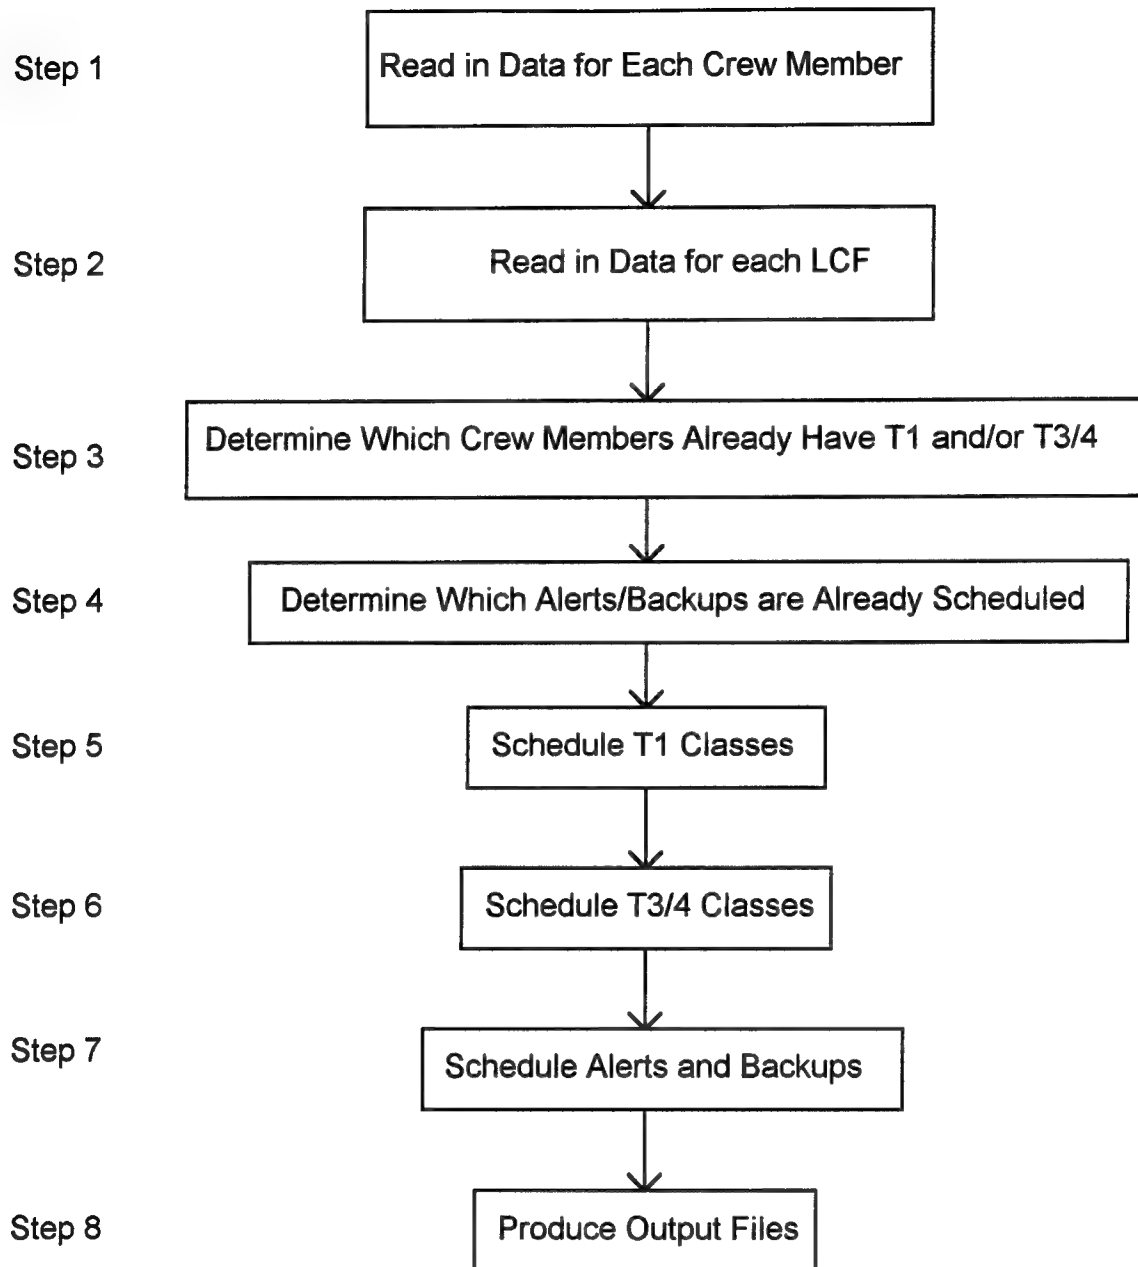 Step 1
Read in Data for Each Crew Member
Step 2
Read in Data for each LCF
Step 3
Determine Which Crew Members Already Have T1 and/or T3/4
Step 4
Determine Which Alerts/Backups are Already Scheduled
Step 5
Schedule T1 Classes
Step 6
Schedule T3/4 Classes
Step 7
Schedule Alerts and Backups
Step 8
Produce Output Files